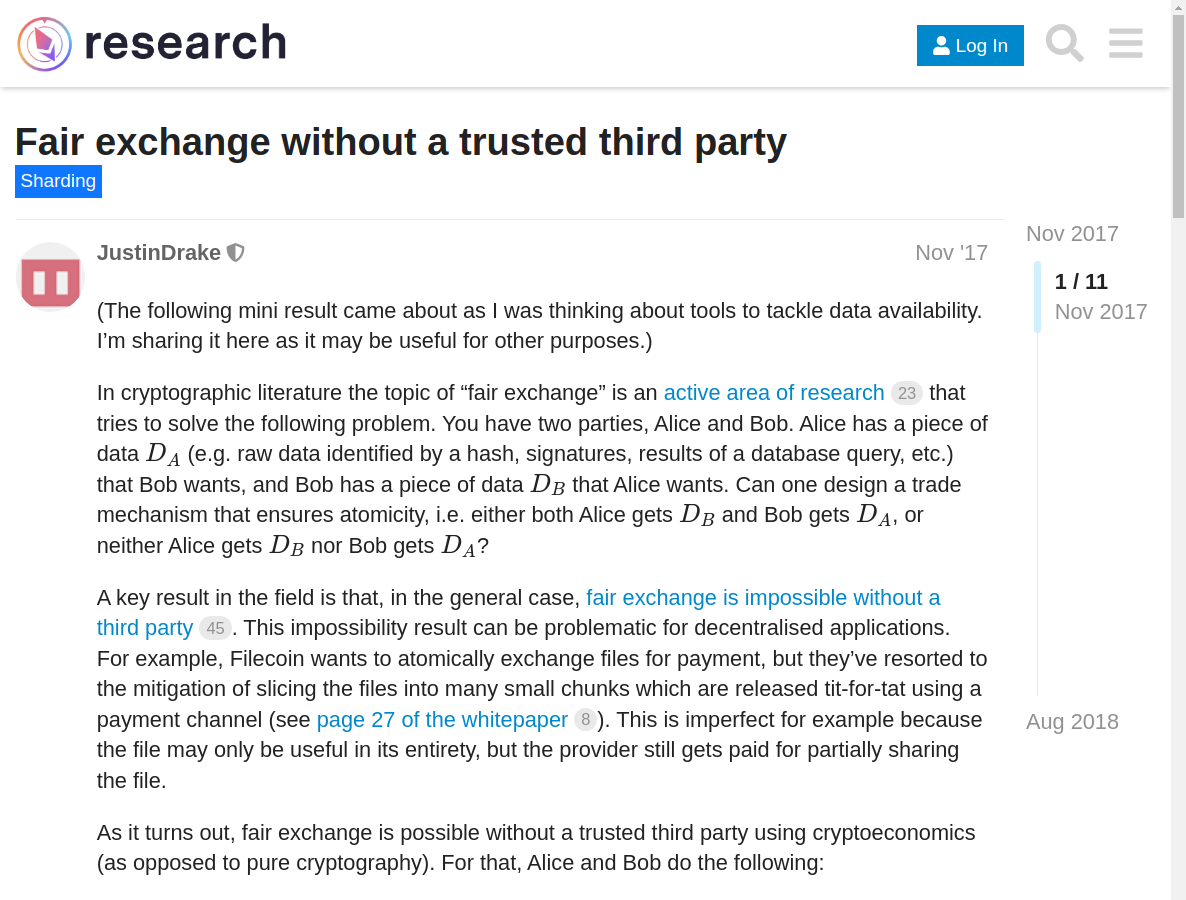 research
Log In
Fair exchange without a trusted third party
Sharding
JustinDrake
Nov '17
(The following mini result came about as I was thinking about tools to tackle data availability.
I’m sharing it here as it may be useful for other purposes.)
In cryptographic literature the topic of “fair exchange” is an active area of research 23 that
tries to solve the following problem. You have two parties, Alice and Bob. Alice has a piece of
data D_A (e.g. raw data identified by a hash, signatures, results of a database query, etc.)
that Bob wants, and Bob has a piece of data D_B that Alice wants. Can one design a trade
mechanism that ensures atomicity, i.e. either both Alice gets D_B and Bob gets D_A, or
neither Alice gets D_B nor Bob gets D_A?
A key result in the field is that, in the general case, fair exchange is impossible without a
third party 45. This impossibility result can be problematic for decentralised applications.
For example, Filecoin wants to atomically exchange files for payment, but they’ve resorted to
the mitigation of slicing the files into many small chunks which are released tit-for-tat using a
payment channel (see page 27 of the whitepaper 8). This is imperfect for example because
the file may only be useful in its entirety, but the provider still gets paid for partially sharing
the file.
As it turns out, fair exchange is possible without a trusted third party using cryptoeconomics
(as opposed to pure cryptography). For that, Alice and Bob do the following:
Nov 2017
1 / 11
Nov 2017
Aug 2018